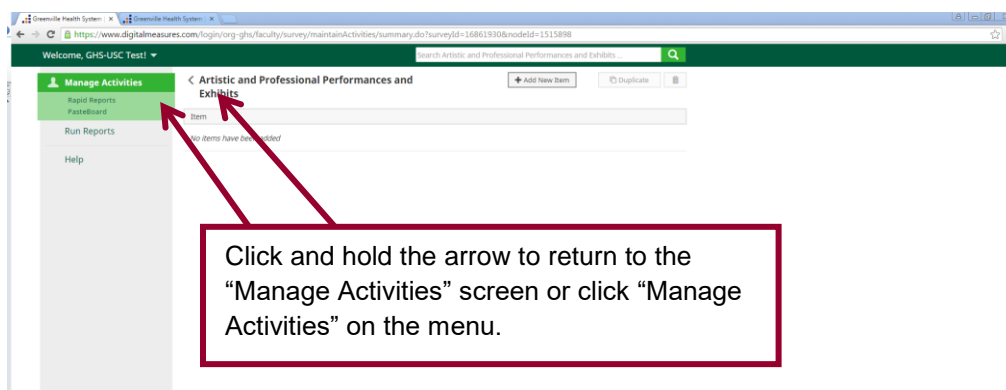 Greenville Health System Greenville Health System
https://www.digitalmeasures.com/login/org-ghs/faculty/survey/maintainActivities/summary.do?surveyId=16861930&nodeId=1515898
Welcome, GHS-USC Test! Search Artistic and Professional Performances and Exhibits ...
Manage Activities
Rapid Reports
PasteBoard
Run Reports
Help
Artistic and Professional Performances and
Exhibits
+ Add New Item Duplicate
Item
No items have been added
Click and hold the arrow to return to the
“Manage Activities” screen or click “Manage
Activities” on the menu.